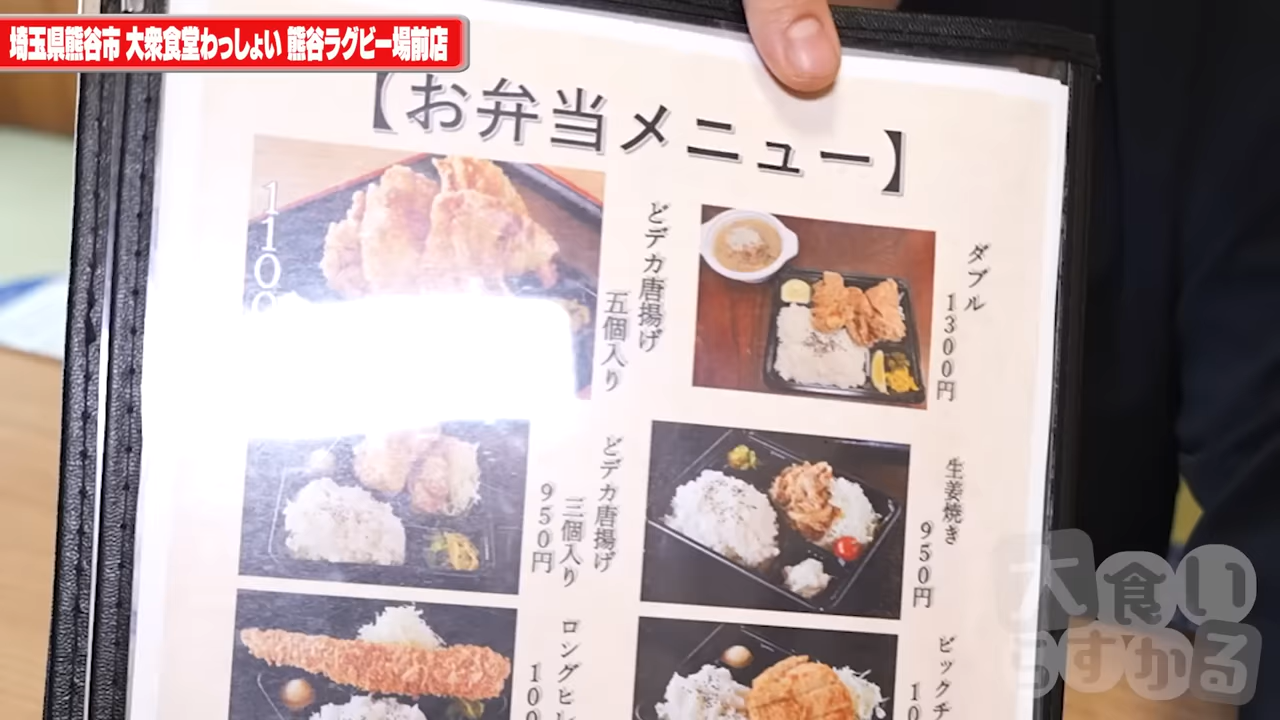 埼玉県熊谷市 大衆食堂わっしょい 熊谷ラグビー場前店
【お弁当メニュー】
ダブル
1300円
どデカ唐揚げ
五個入り
110
生姜焼き
950円
どデカ唐揚げ
三個入り
950円
ビックチ
10
ロングヒレ
100
大食い
らすかる